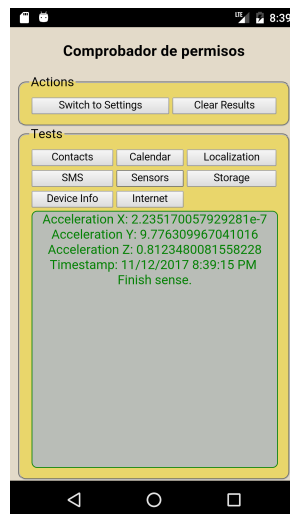 LTE 8:39
Comprobador de permisos
Actions
Switch to Settings Clear Results
Tests
Contacts Calendar Localization
SMS Sensors Storage
Device Info Internet
Acceleration X: 2.235170057929281e-7
Acceleration Y: 9.776309967041016
Acceleration Z: 0.8123480081558228
Timestamp: 11/12/2017 8:39:15 PM
Finish sense.